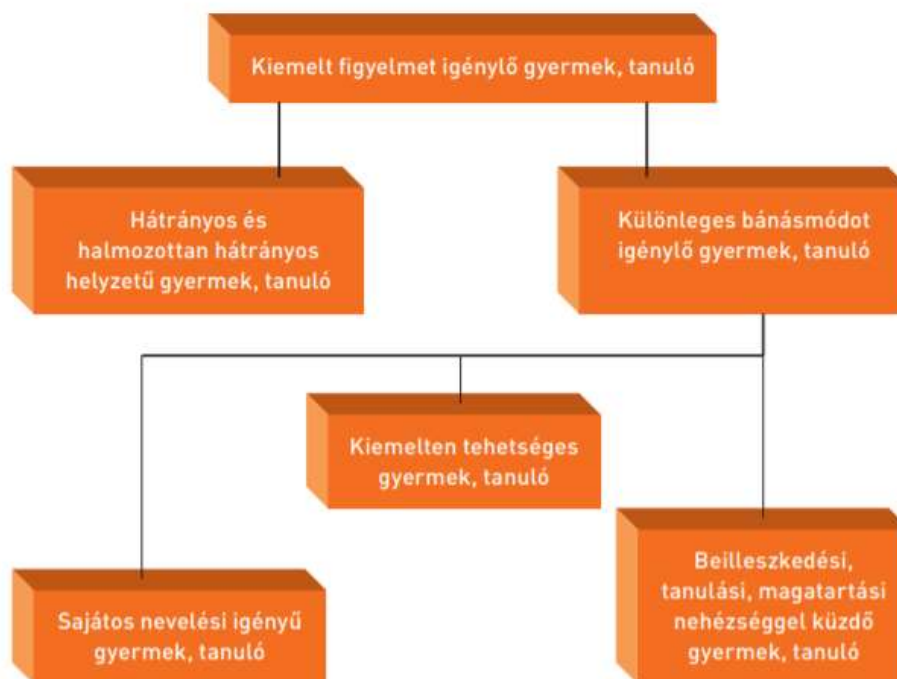 Kiemelt figyelmet igénylő gyermek, tanuló
Hátrányos és
halmozottan hátrányos
helyzetű gyermek, tanuló
Különleges bánásmódot
igénylő gyermek, tanuló
Kiemelten tehetséges
gyermek, tanuló
Sajátos nevelési igényű
gyermek, tanuló
Beilleszkedési,
tanulási, magatartási
nehézséggel küzdő
gyermek, tanuló